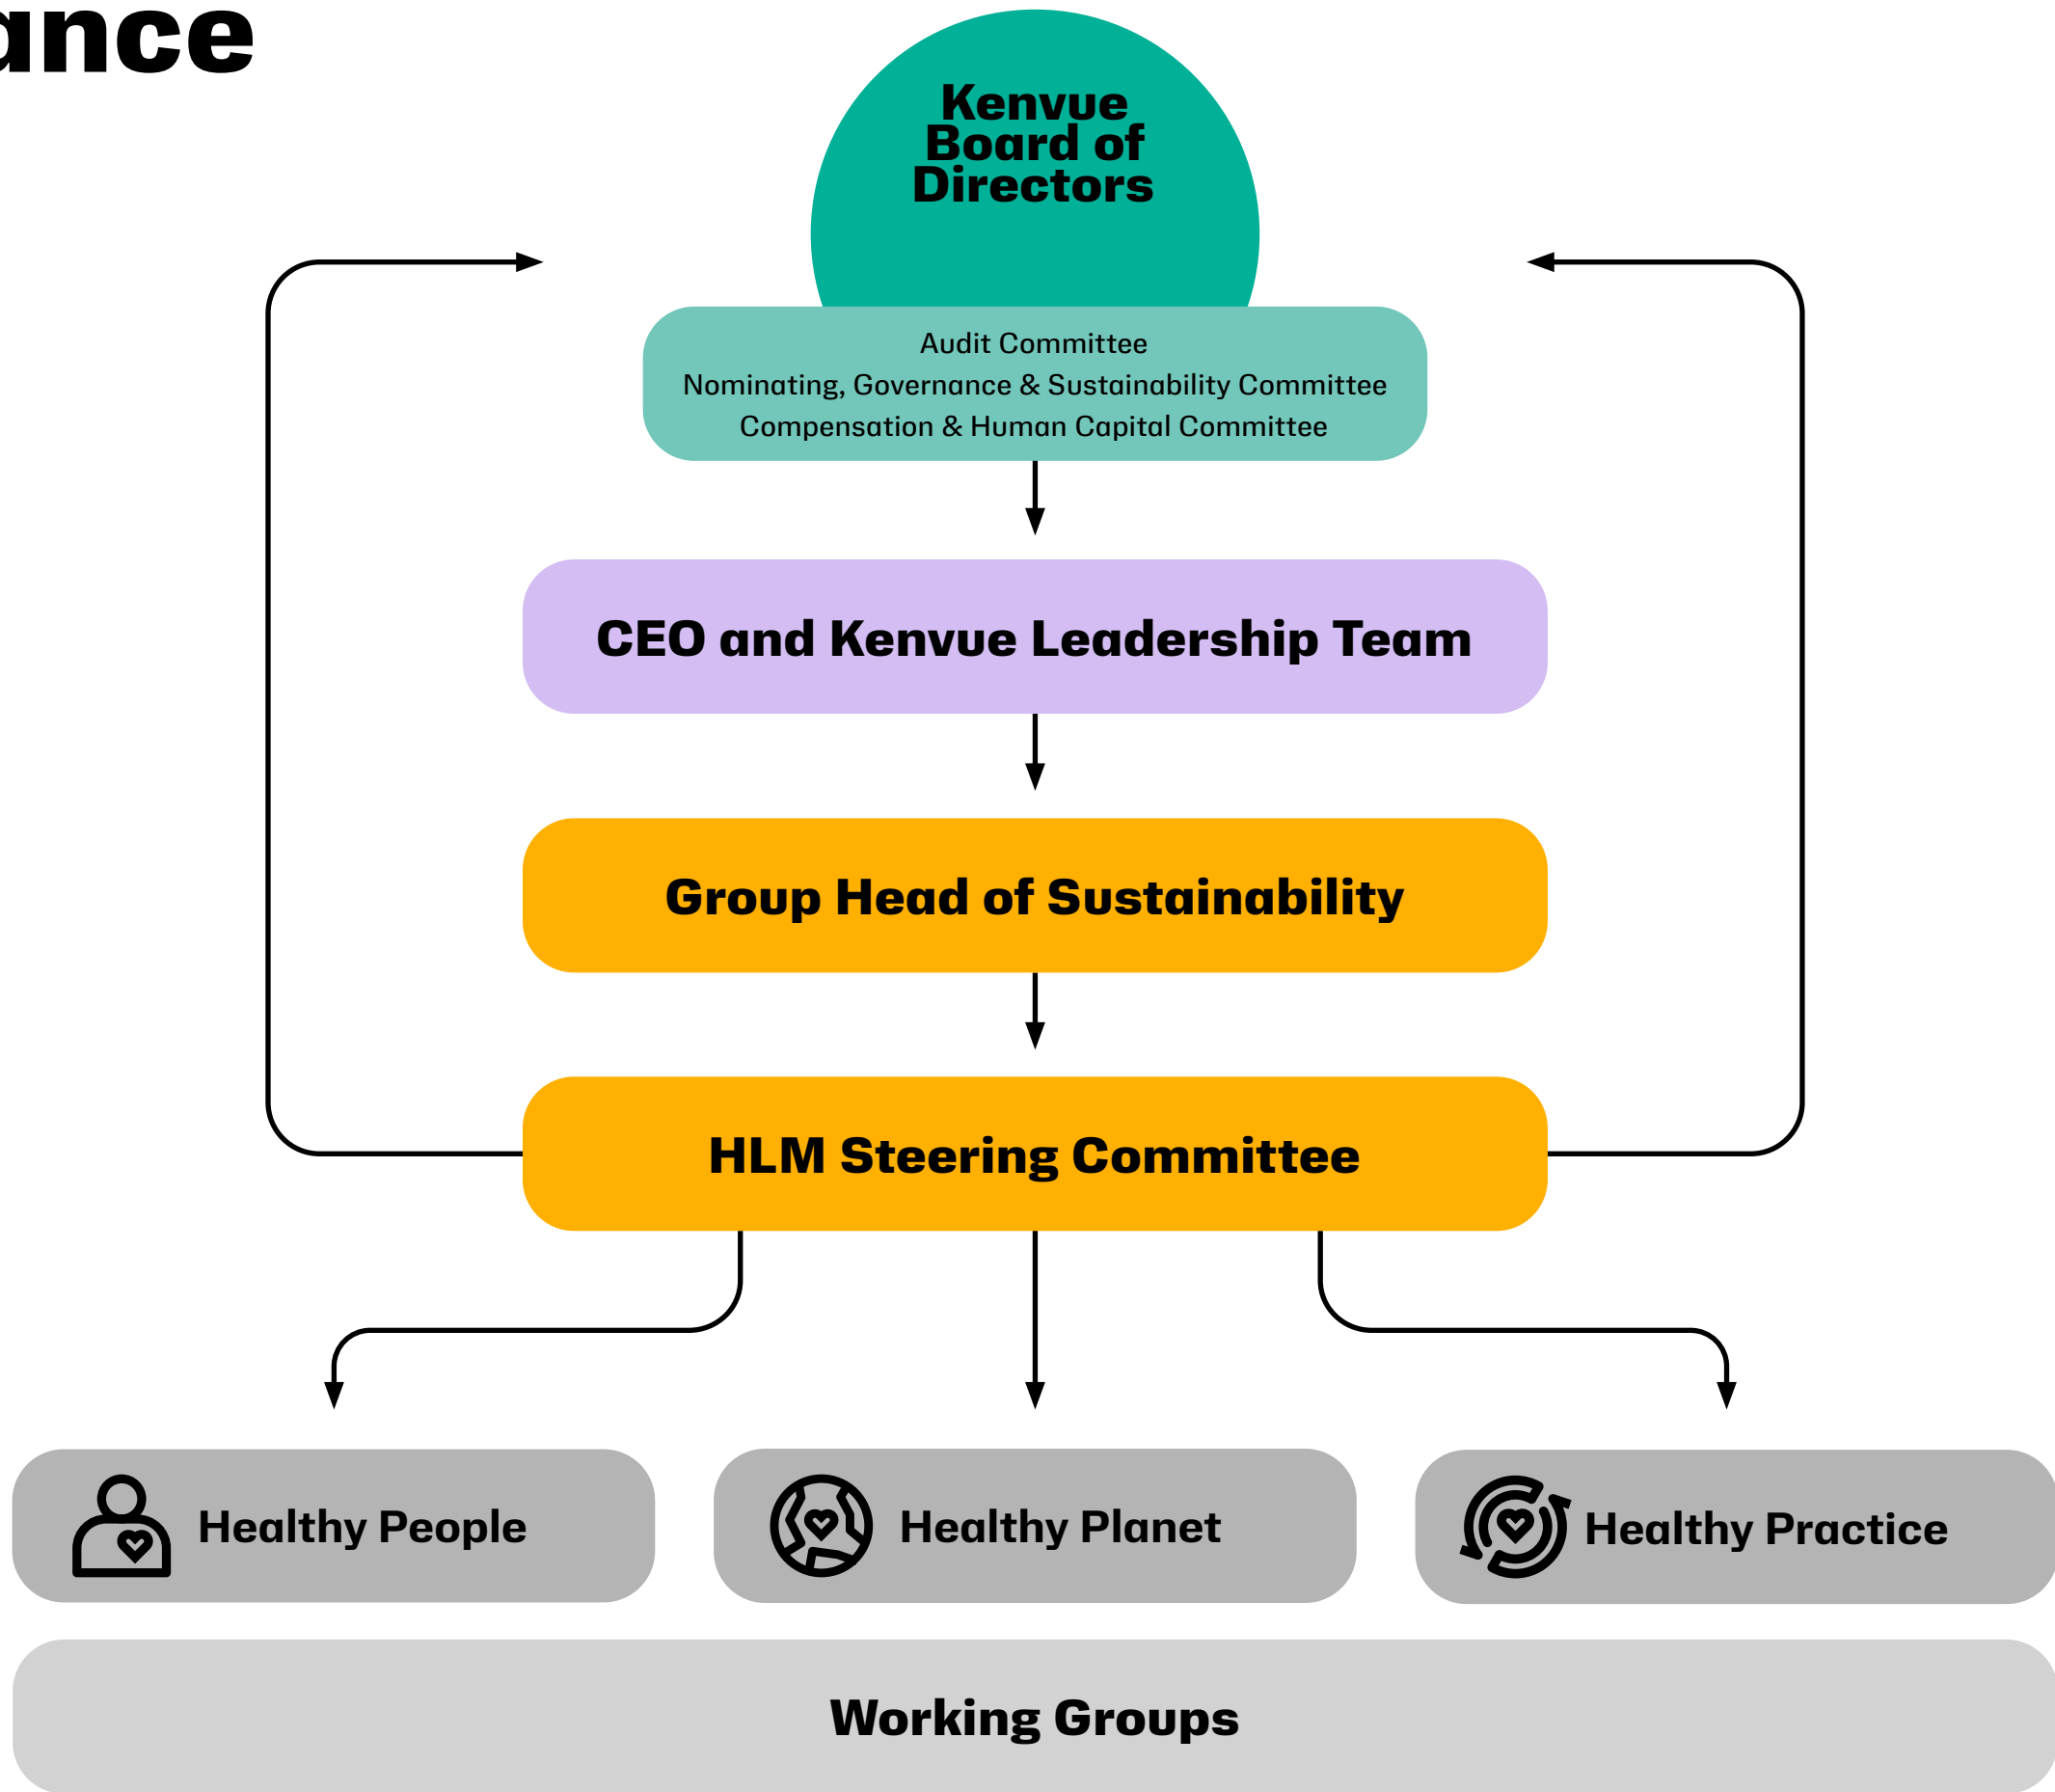 Kenvue
Board of
Directors
Audit Committee
Nominating, Governance & Sustainability Committee
Compensation & Human Capital Committee
CEO and Kenvue Leadership Team
Group Head of Sustainability
HLM Steering Committee
Healthy People
Healthy Planet
Healthy Practice
Working Groups